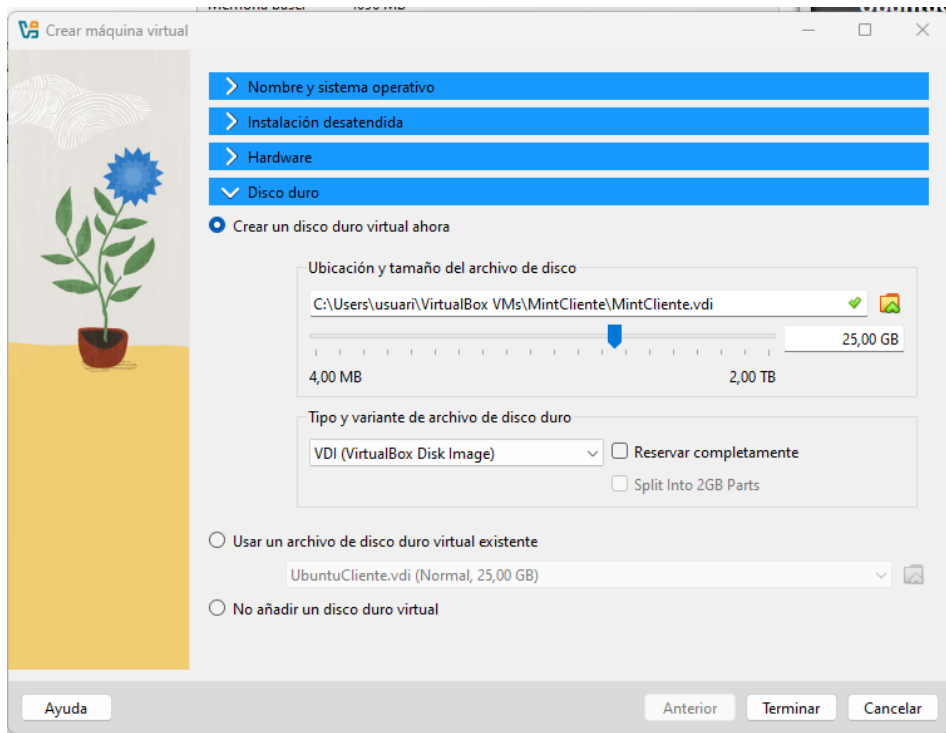 Memoria base: 4096 MB
Crear máquina virtual
Nombre y sistema operativo
Instalación desatendida
Hardware
Disco duro
Crear un disco duro virtual ahora
Ubicación y tamaño del archivo de disco
C:\Users\usuari\VirtualBox VMs\MintCliente\MintCliente.vdi
25,00 GB
4,00 MB 2,00 TB
Tipo y variante de archivo de disco duro
VDI (VirtualBox Disk Image) Reservar completamente
Split Into 2GB Parts
Usar un archivo de disco duro virtual existente
UbuntuCliente.vdi (Normal, 25,00 GB)
No añadir un disco duro virtual
Ayuda Anterior Terminar Cancelar